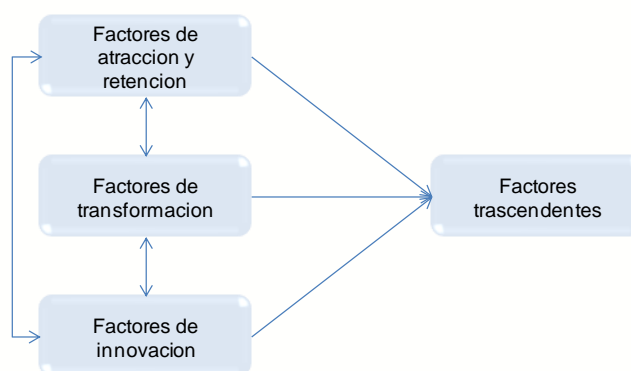 Factores de
atraccion y
retencion
Factores de
transformacion
Factores
trascendentes
Factores de
innovacion